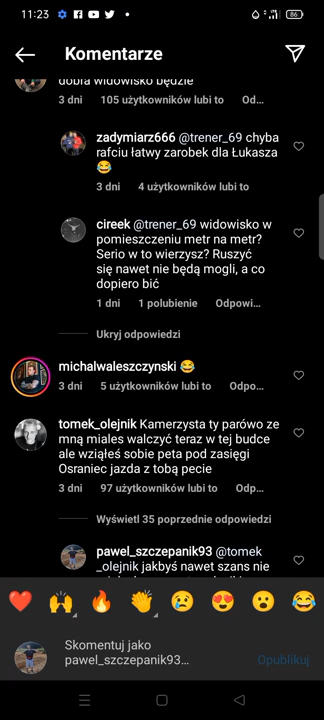 11:23
86
Komentarze
dobra widowisko będzie
3 dni 105 użytkowników lubi to Od...
zadymiarz666 @trener_69 chyba
rafciu łatwy zarobek dla Łukasza
😂
3 dni 4 użytkowników lubi to
cireek @trener_69 widowisko w
pomieszczeniu metr na metr?
Serio w to wierzysz? Ruszyć
się nawet nie będą mogli, a co
dopiero bić
1 dni 1 polubienie Odpowi...
Ukryj odpowiedzi
michalwaleszczynski 😂
3 dni 5 użytkowników lubi to Odpo...
tomek_olejnik Kamerzysta ty parówo ze
mną miales walczyć teraz w tej budce
ale wziąłeś sobie peta pod zasięgi
Osraniec jazda z tobą pecie
3 dni 97 użytkowników lubi to Odp...
Wyświetl 35 poprzednie odpowiedzi
pawel_szczepanik93 @tomek
_olejnik jakbyś nawet szans nie
❤️ 🙌 🔥 👏 😢 😍 😮 😂
Skomentuj jako
pawel_szczepanik93...
Opublikuj